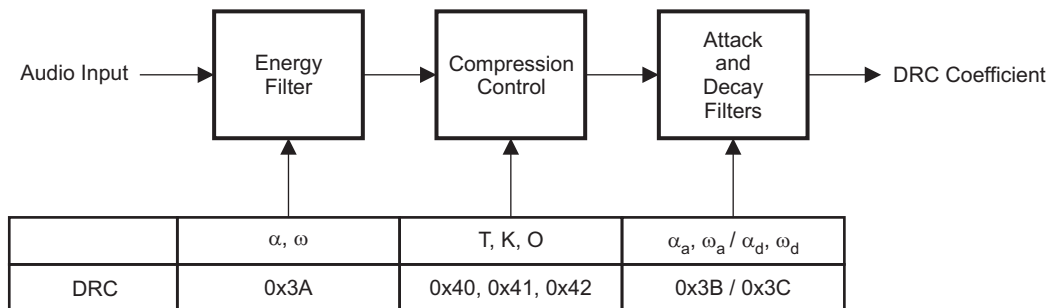 Audio Input
Energy
Filter
Compression
Control
Attack
and
Decay
Filters
DRC Coefficient
α, ω
T, K, O
αa, ωa / αd, ωd
DRC
0x3A
0x40, 0x41, 0x42
0x3B / 0x3C